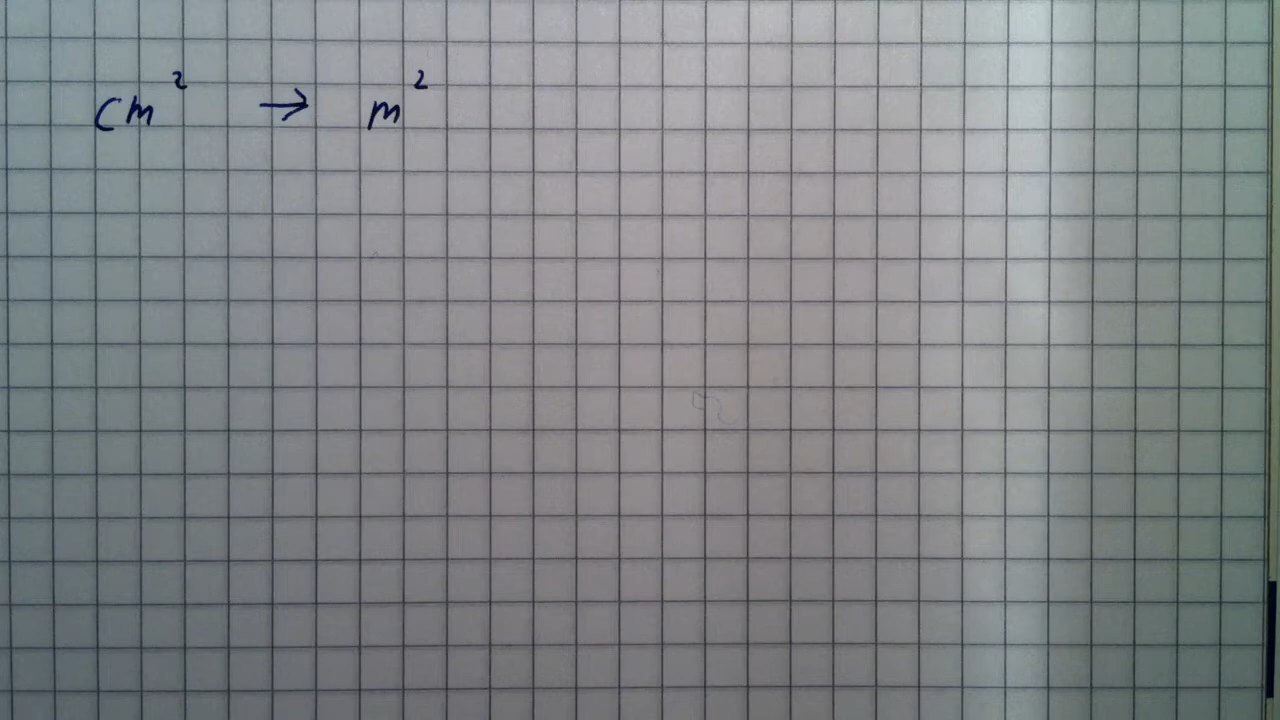 cm² → m²